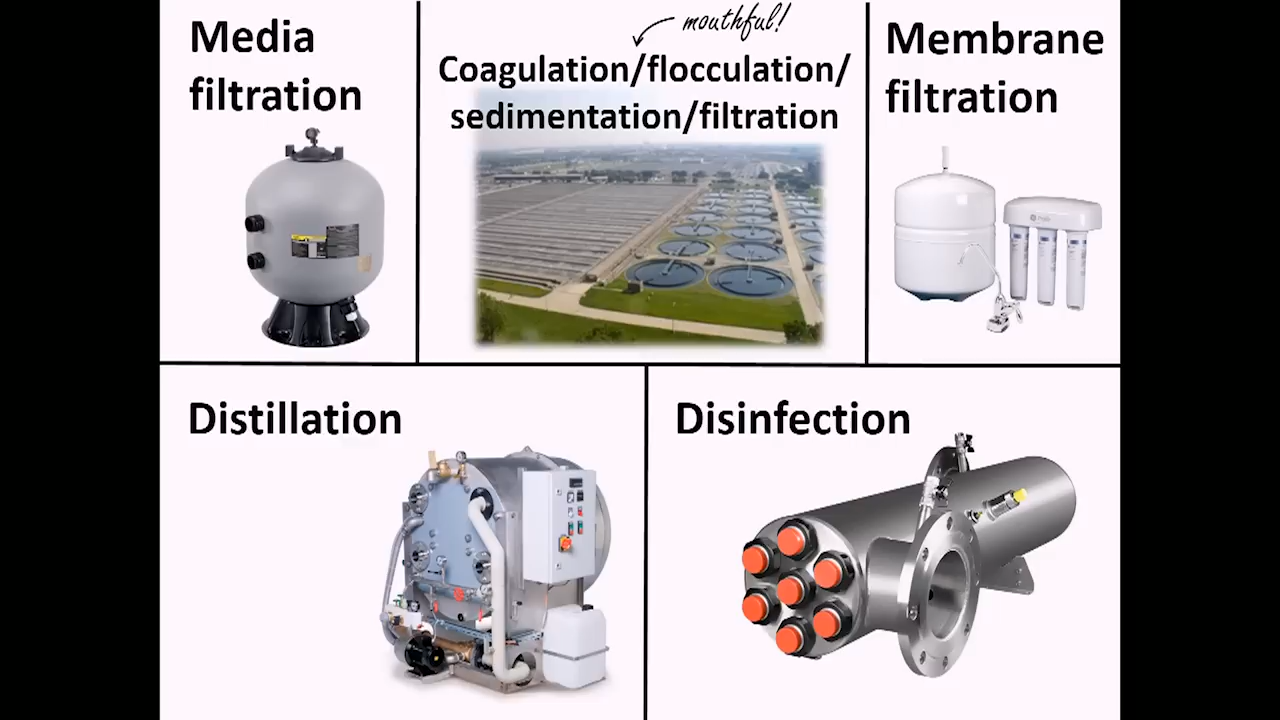 Media
filtration
mouthful!
Coagulation/flocculation/
sedimentation/filtration
Membrane
filtration
Distillation
Disinfection